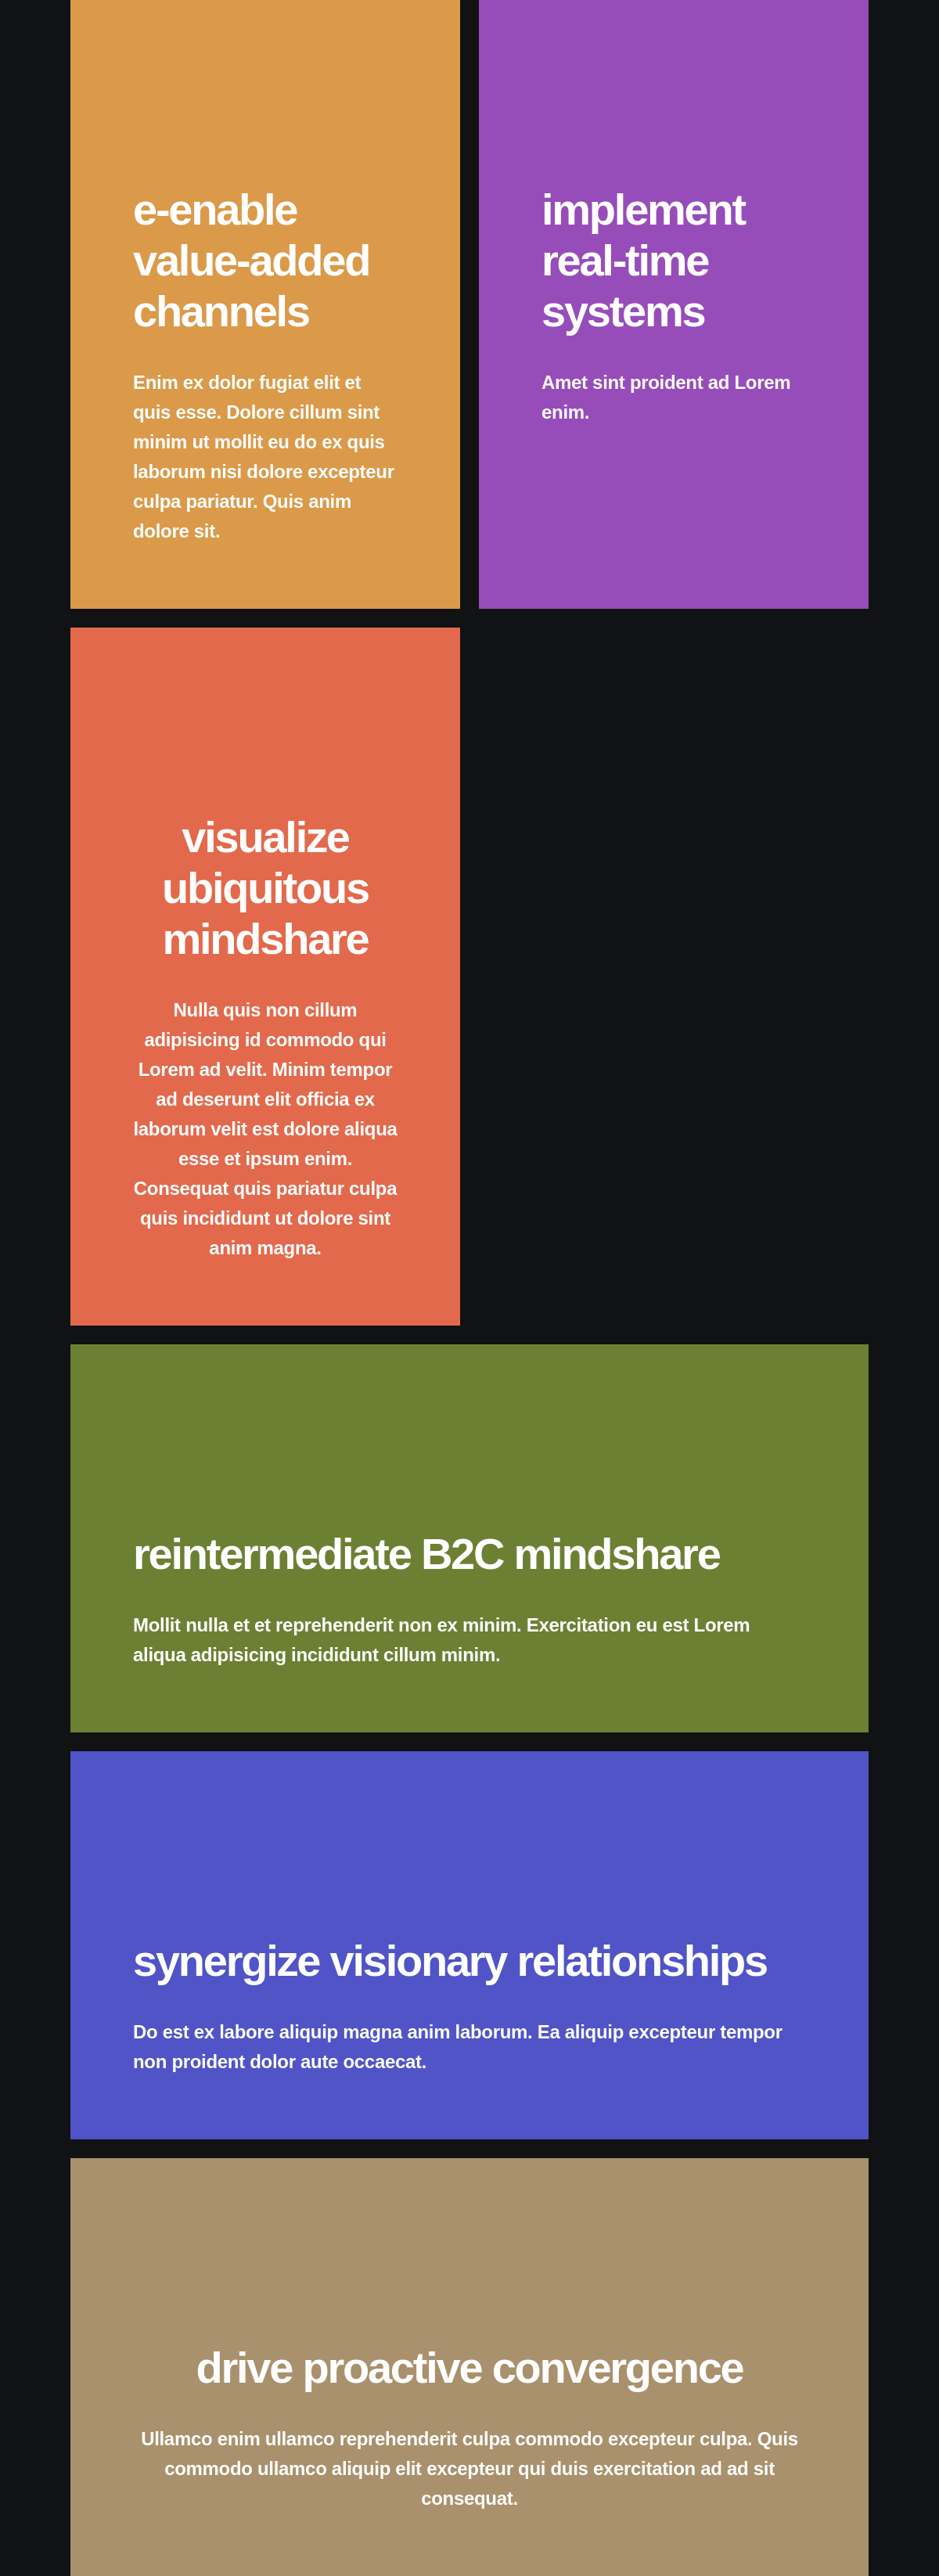 e-enable
value-added
channels
Enim ex dolor fugiat elit et
quis esse. Dolore cillum sint
minim ut mollit eu do ex quis
laborum nisi dolore excepteur
culpa pariatur. Quis anim
dolore sit.
implement
real-time
systems
Amet sint proident ad Lorem
enim.
visualize
ubiquitous
mindshare
Nulla quis non cillum
adipisicing id commodo qui
Lorem ad velit. Minim tempor
ad deserunt elit officia ex
laborum velit est dolore aliqua
esse et ipsum enim.
Consequat quis pariatur culpa
quis incididunt ut dolore sint
anim magna.
reintermediate B2C mindshare
Mollit nulla et et reprehenderit non ex minim. Exercitation eu est Lorem
aliqua adipisicing incididunt cillum minim.
synergize visionary relationships
Do est ex labore aliquip magna anim laborum. Ea aliquip excepteur tempor
non proident dolor aute occaecat.
drive proactive convergence
Ullamco enim ullamco reprehenderit culpa commodo excepteur culpa. Quis
commodo ullamco aliquip elit excepteur qui duis exercitation ad ad sit
consequat.